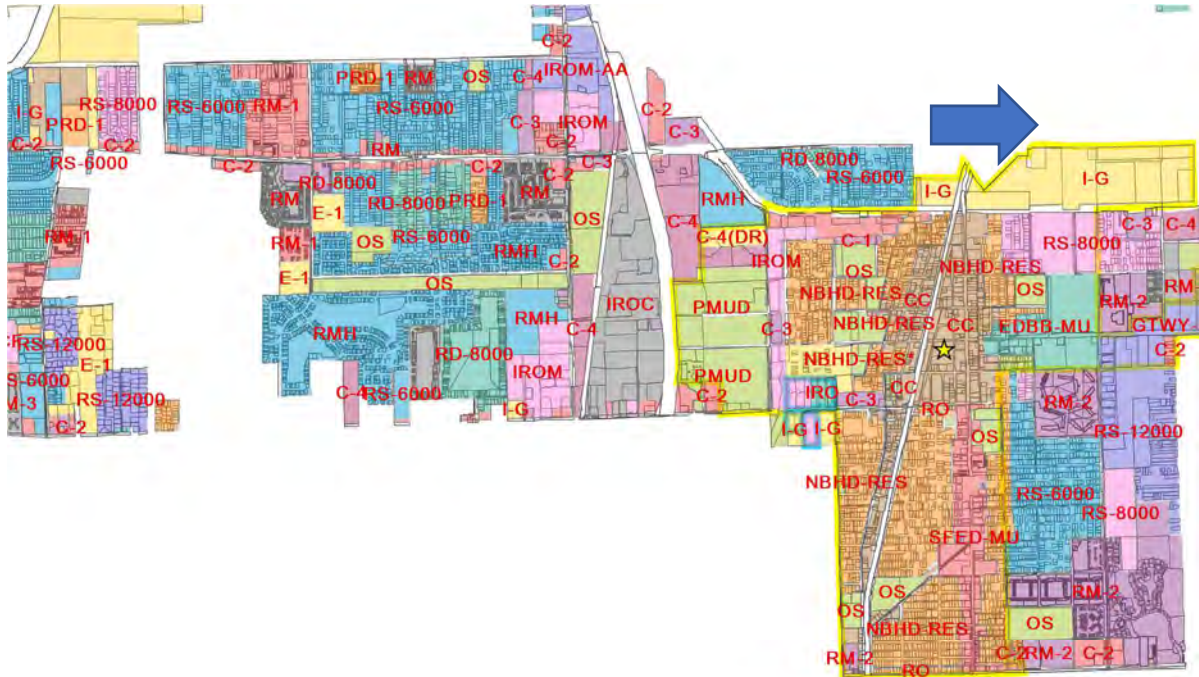 C-2
PRD-1 RM OS C-4 IROM-AA
I-G RS-8000 RS-6000 RM-1 RS-6000 C-2
PRD-1 C-3 IROM C-3
C-2 C-2 RM C-2
RS-6000 C-2 C-2 C-3 RD-8000
RD-8000 C-2 RS-6000 I-G I-G
RM RD-8000 PRD-1 RM RMH
E-1 OS C-4 C-3 C-4
RM-1 RM-1 OS RS-6000 C-4(DR) C-1 RS-8000
RMH C-2 IROM OS NBHD-RES
E-1 OS IROC NBHD-RES CC OS RM-2 RM
RMH RMH PMUD
C-4 C-3 NBHD-RES CC EDBB-MU GTWY
RS-12000 RD-8000 NBHD-RES* C-2
E-1 IROM PMUD
RS-6000 IRO CC RM-2
M-3 RS-12000 C-4 RS-6000 C-2 C-3 RO
C-2 I-G I-G I-G OS RS-12000
NBHD-RES RS-6000
RS-8000
SFED-MU
OS RM-2
OS OS
NBHD-RES
RM-2 C-2 RM-2 C-2
RO